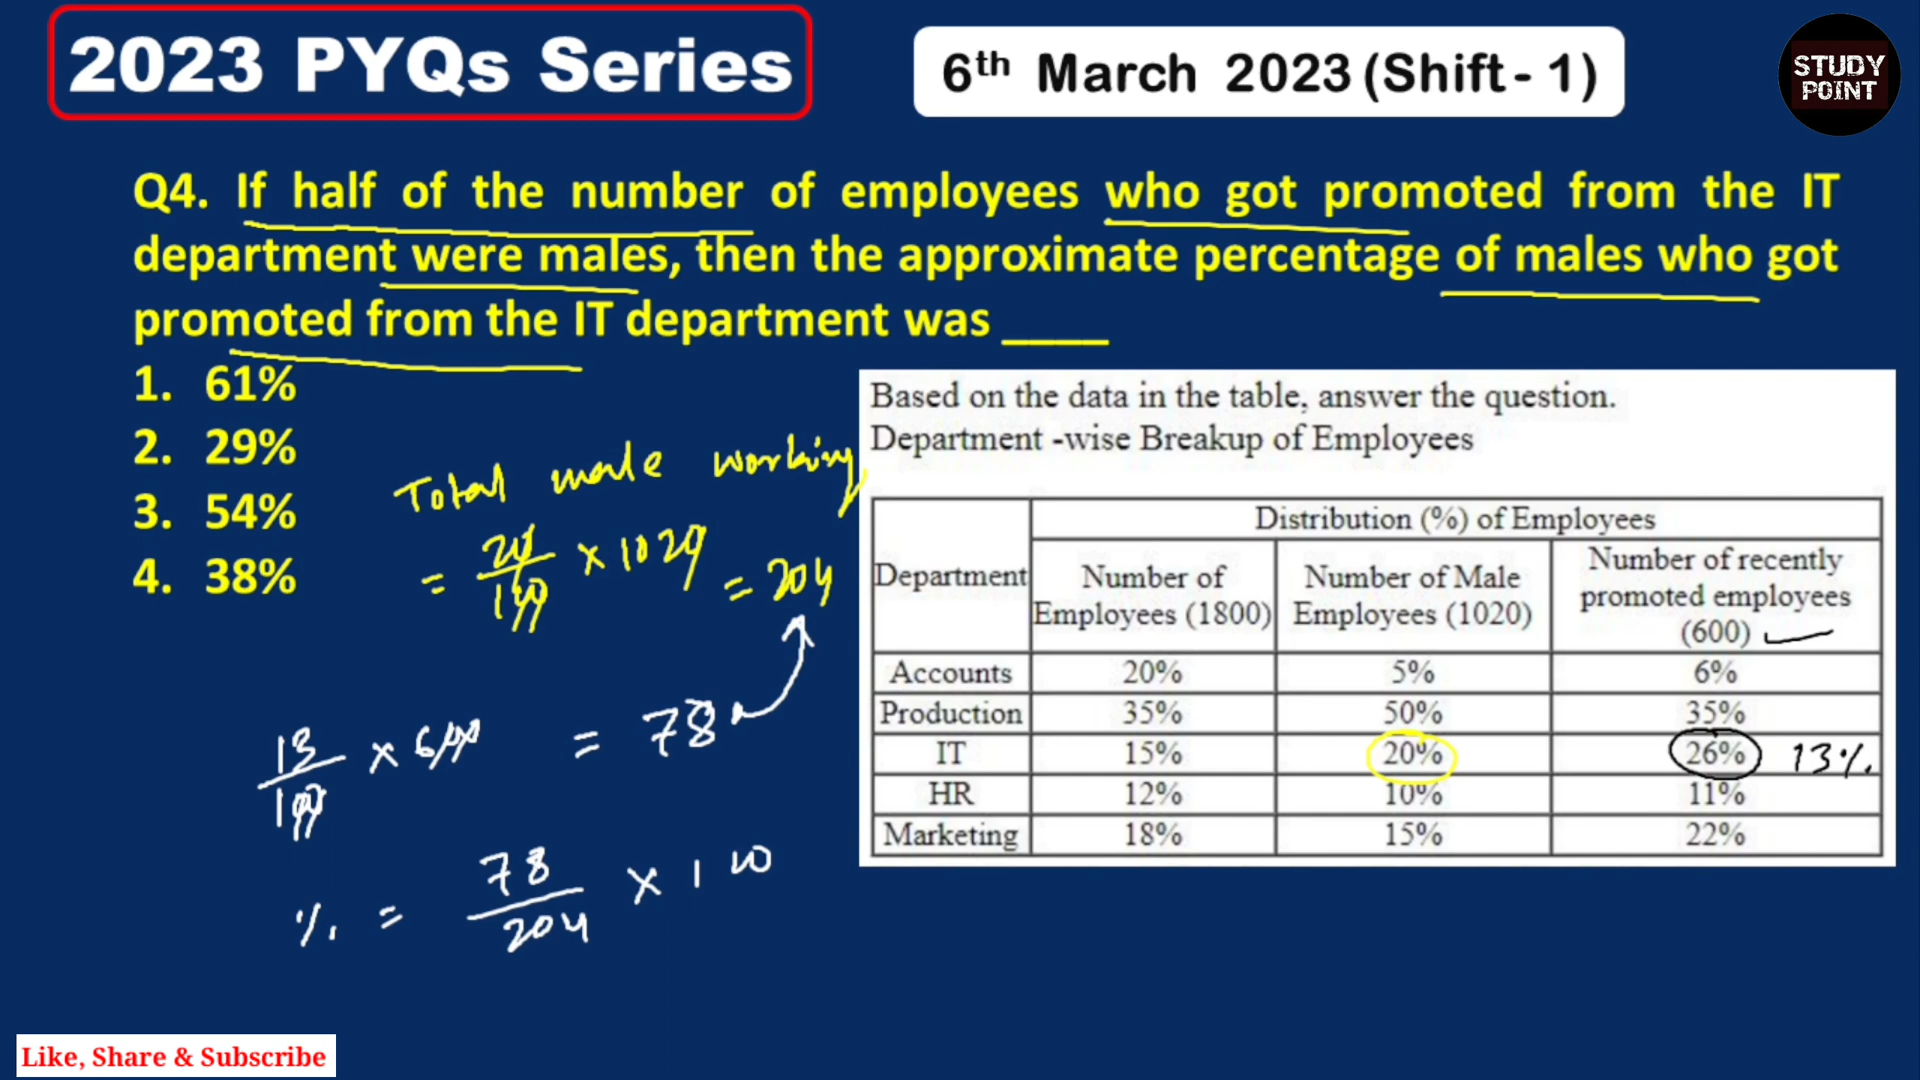 2023 PYQs Series
6th March 2023 (Shift - 1)
STUDY
POINT
Q4. If half of the number of employees who got promoted from the IT
department were males, then the approximate percentage of males who got
promoted from the IT department was ____
1. 61%
2. 29%
3. 54%
4. 38%
Total male working
= 20/100 × 1020 = 204
13/100 × 600 = 78
% = 78/204 × 100
Based on the data in the table, answer the question.
Department -wise Breakup of Employees
Department
Distribution (%) of Employees
Number of Employees (1800)
Number of Male Employees (1020)
Number of recently promoted employees (600)
Accounts 20% 5% 6%
Production 35% 50% 35%
IT 15% 20% 26% 13%
HR 12% 10% 11%
Marketing 18% 15% 22%
Like, Share & Subscribe